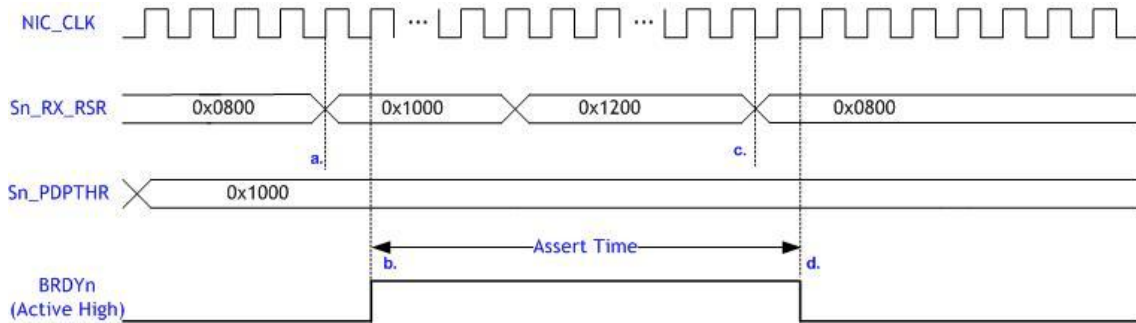 NIC_CLK
... ...
Sn_RX_RSR 0x0800 0x1000 0x1200 0x0800
a. c.
Sn_PDPTHR 0x1000
Assert Time
b. d.
BRDYn
(Active High)